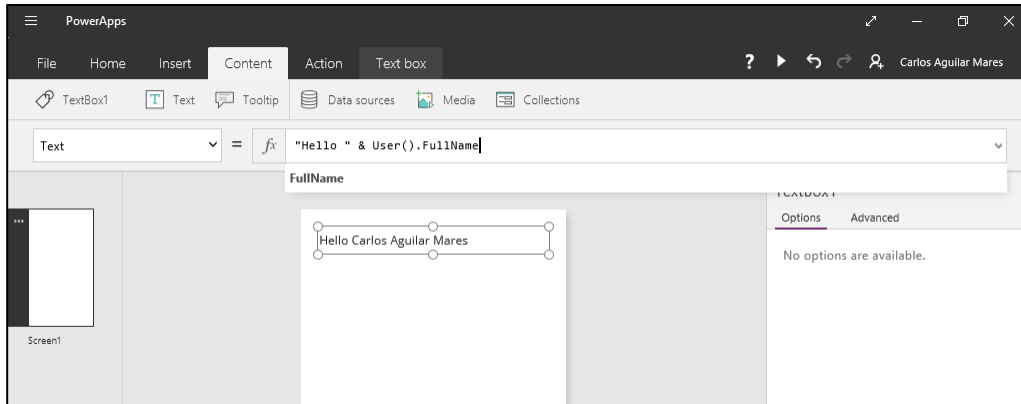 PowerApps
File Home Insert Content Action Text box ? Carlos Aguilar Mares
TextBox1 T Text Tooltip Data sources Media Collections
Text = fx "Hello " & User().FullName
FullName
TextBox1
Options Advanced
Hello Carlos Aguilar Mares
No options are available.
Screen1